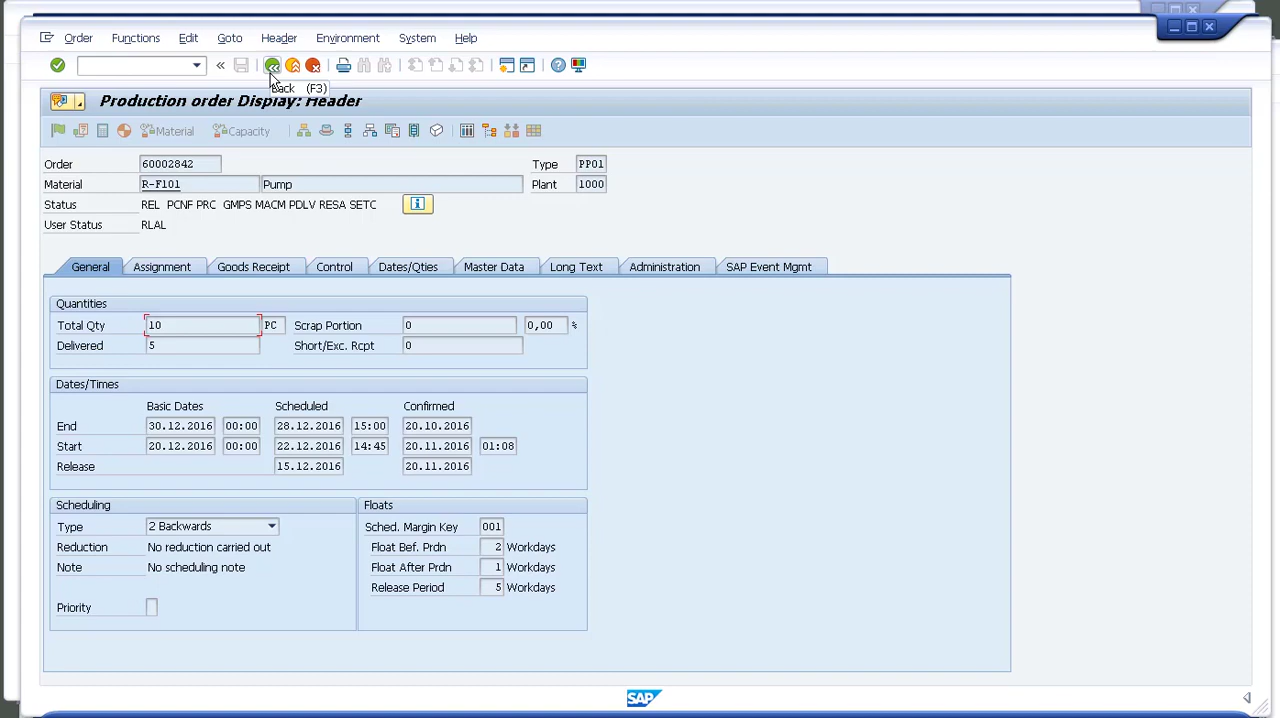 Order Functions Edit Goto Header Environment System Help
Back (F3)
Production order Display: Header
Material Capacity
Order 60002842 Type PP01
Material R-F101 Pump Plant 1000
Status REL PCNF PRC GMPS MACM PDLV RESA SETC
User Status RLAL
General Assignment Goods Receipt Control Dates/Qties Master Data Long Text Administration SAP Event Mgmt
Quantities
Total Qty 10 PC Scrap Portion 0 0,00 %
Delivered 5 Short/Exc. Rcpt 0
Dates/Times
Basic Dates Scheduled Confirmed
End 30.12.2016 00:00 28.12.2016 15:00 20.10.2016
Start 20.12.2016 00:00 22.12.2016 14:45 20.11.2016 01:08
Release 15.12.2016 20.11.2016
Scheduling Floats
Type 2 Backwards Sched. Margin Key 001
Reduction No reduction carried out Float Bef. Prdn 2 Workdays
Note No scheduling note Float After Prdn 1 Workdays
Release Period 5 Workdays
Priority
SAP